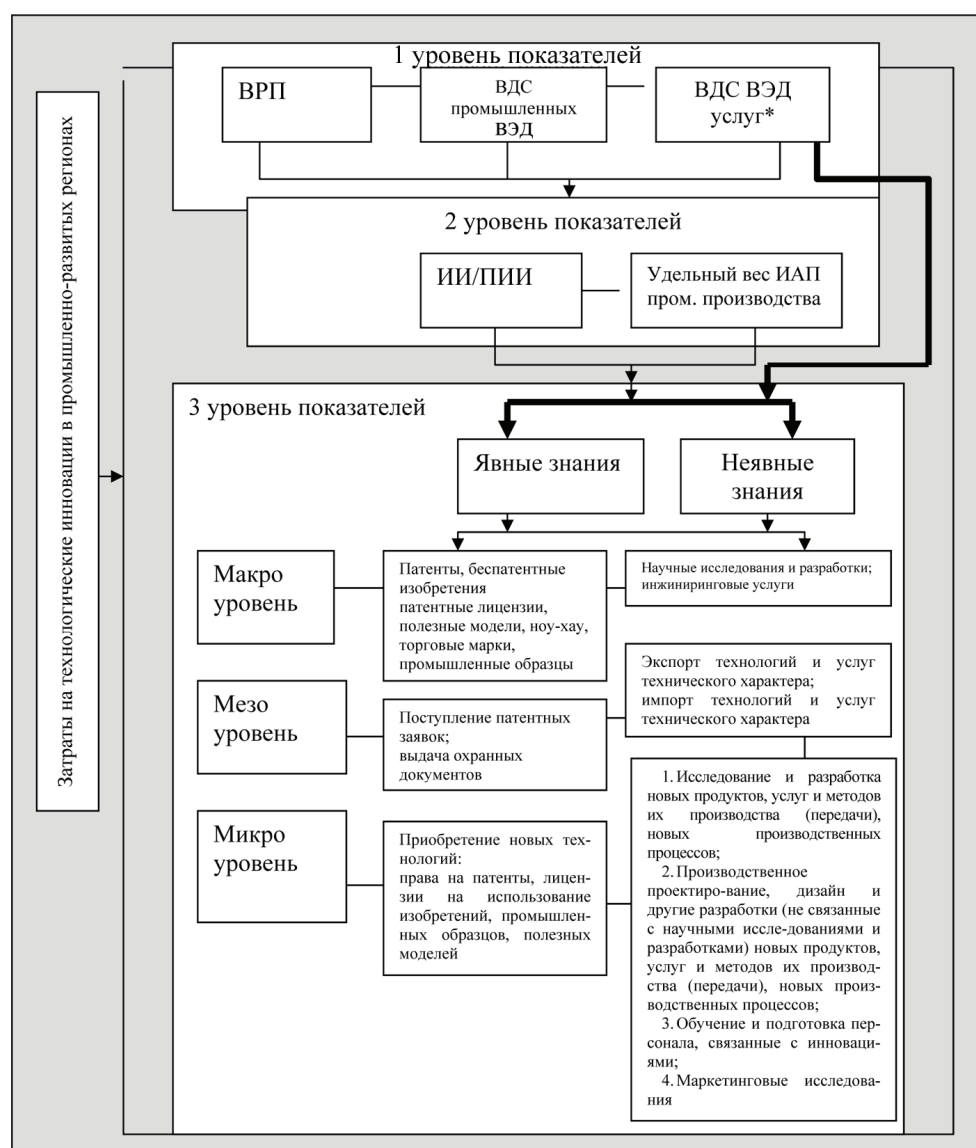 Затраты на технологические инновации в промышленно-развитых регионах
1 уровень показателей
ВРП
ВДС
промышленных
ВЭД
ВДС ВЭД
услуг*
2 уровень показателей
ИИ/ПИИ
Удельный вес ИАП
пром. производства
3 уровень показателей
Явные знания
Неявные
знания
Макро
уровень
Патенты, беспатентные
изобретения
патентные лицензии,
полезные модели, ноу-хау,
торговые марки,
промышленные образцы
Научные исследования и разработки;
инжиниринговые услуги
Мезо
уровень
Поступление патентных
заявок;
выдача охранных
документов
Экспорт технологий и услуг
технического характера;
импорт технологий и услуг
технического характера
Микро
уровень
Приобретение новых тех-
нологий:
права на патенты, лицен-
зии на использование
изобретений, промышлен-
ных образцов, полезных
моделей
1. Исследование и разработка
новых продуктов, услуг и методов
их производства (передачи),
новых производственных
процессов;
2. Производственное
проектиро-вание, дизайн и
другие разработки (не связанные
с научными иссле-дованиями и
разработками) новых продуктов,
услуг и методов их производ-
ства (передачи), новых произ-
водственных процессов;
3. Обучение и подготовка пер-
сонала, связанные с инноваци-
ями;
4. Маркетинговые исследова-
ния